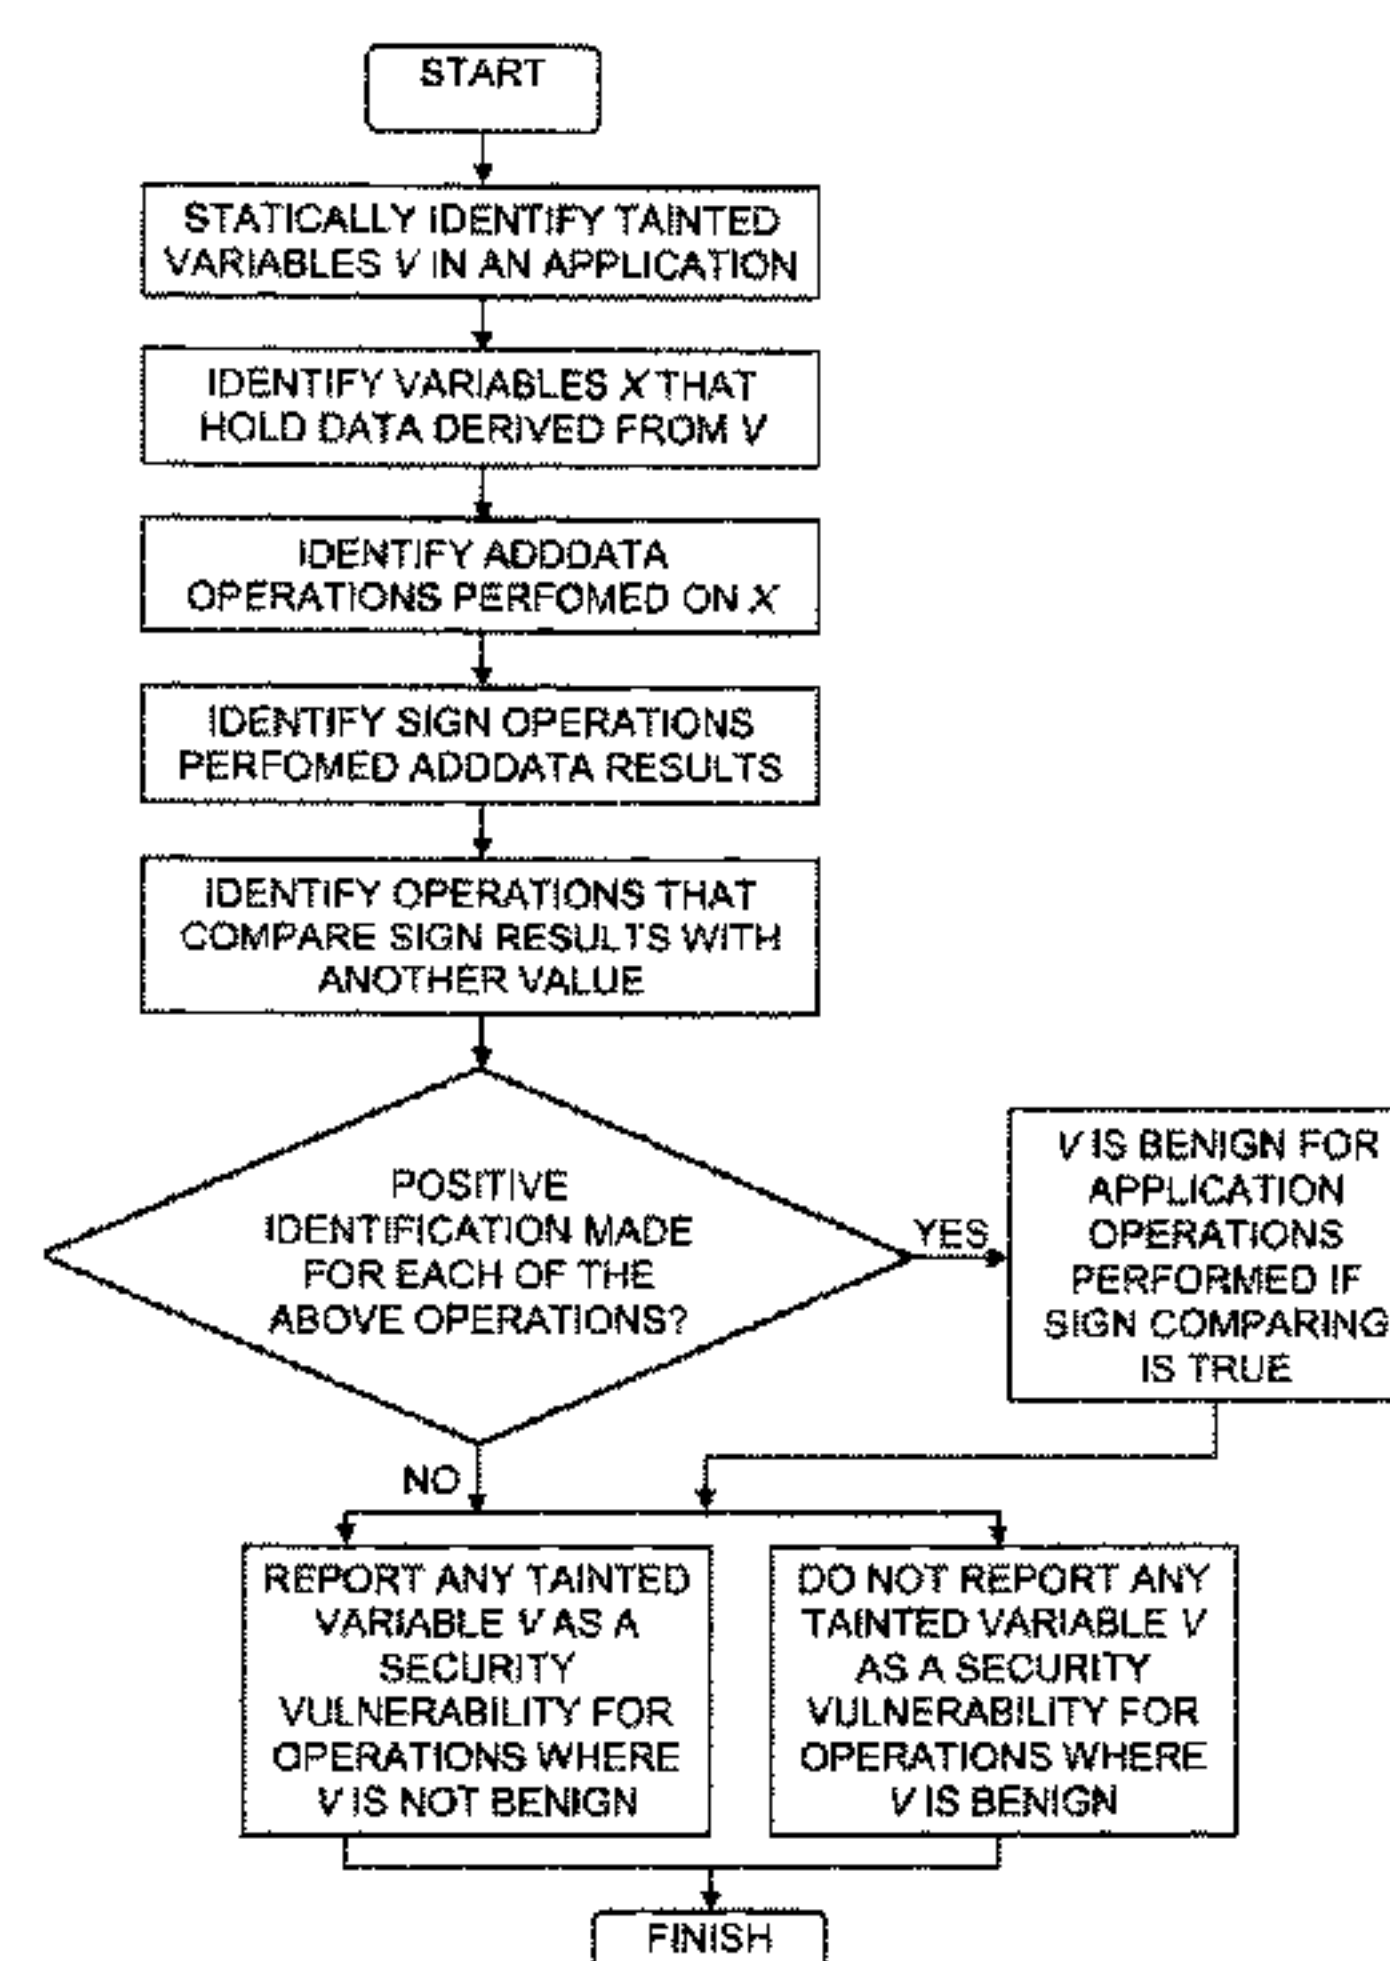 START
STATICALLY IDENTIFY TAINTED
VARIABLES V IN AN APPLICATION
IDENTIFY VARIABLES X THAT
HOLD DATA DERIVED FROM V
IDENTIFY ADDDATA
OPERATIONS PERFOMED ON X
IDENTIFY SIGN OPERATIONS
PERFOMED ADDDATA RESULTS
IDENTIFY OPERATIONS THAT
COMPARE SIGN RESULTS WITH
ANOTHER VALUE
POSITIVE
IDENTIFICATION MADE
FOR EACH OF THE
ABOVE OPERATIONS?
YES
V IS BENIGN FOR
APPLICATION
OPERATIONS
PERFORMED IF
SIGN COMPARING
IS TRUE
NO
REPORT ANY TAINTED
VARIABLE V AS A
SECURITY
VULNERABILITY FOR
OPERATIONS WHERE
V IS NOT BENIGN
DO NOT REPORT ANY
TAINTED VARIABLE V
AS A SECURITY
VULNERABILITY FOR
OPERATIONS WHERE
V IS BENIGN
FINISH